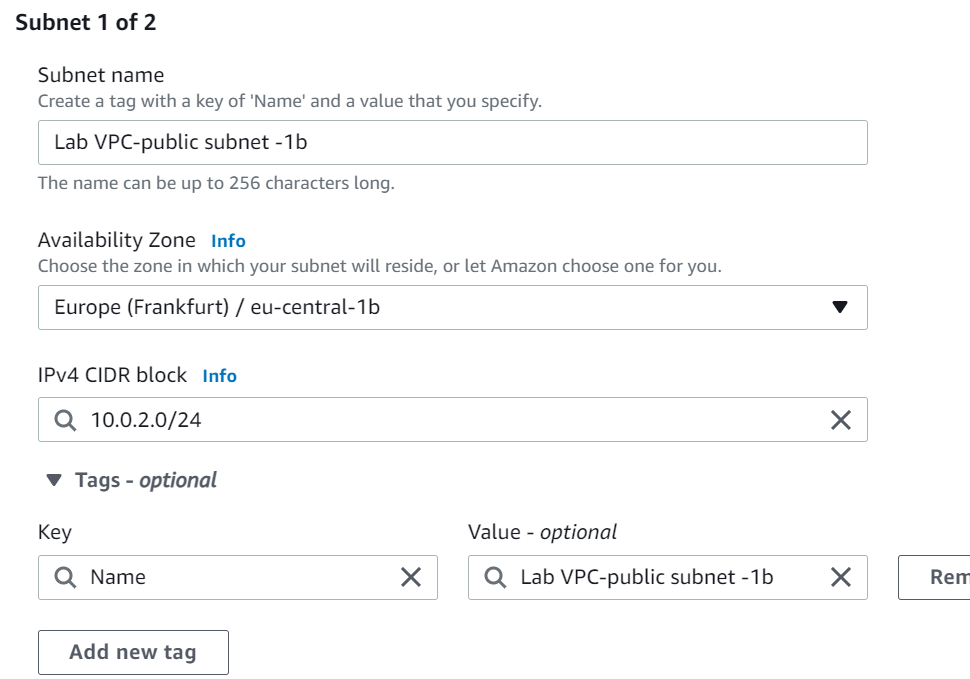 Subnet 1 of 2
Subnet name
Create a tag with a key of 'Name' and a value that you specify.
Lab VPC-public subnet -1b
The name can be up to 256 characters long.
Availability Zone Info
Choose the zone in which your subnet will reside, or let Amazon choose one for you.
Europe (Frankfurt) / eu-central-1b
IPv4 CIDR block Info
10.0.2.0/24
Tags - optional
Key Value - optional
Name Lab VPC-public subnet -1b Rem
Add new tag